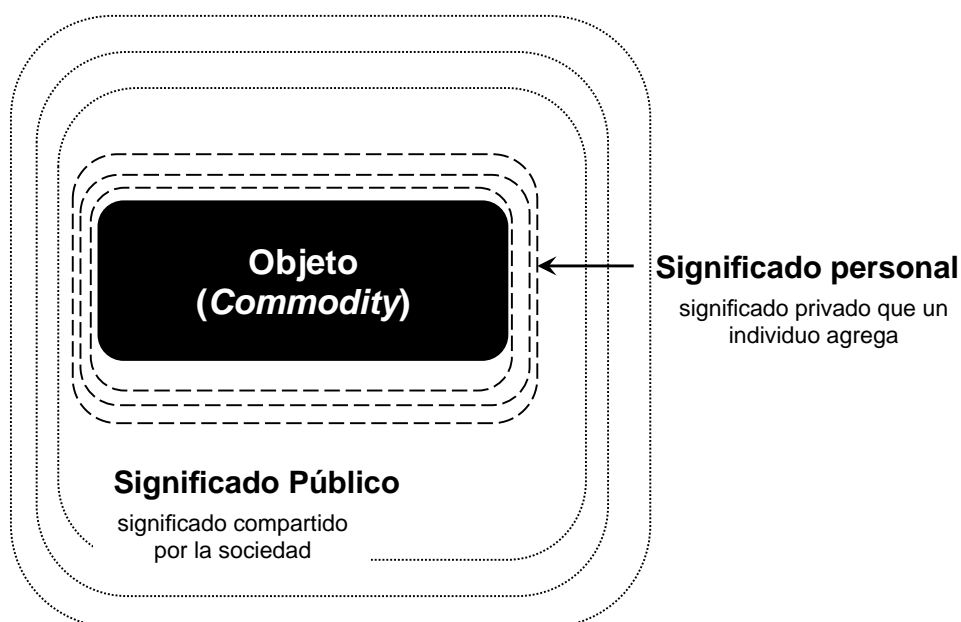 Objeto
(Commodity)
Significado personal
significado privado que un
individuo agrega
Significado Público
significado compartido
por la sociedad